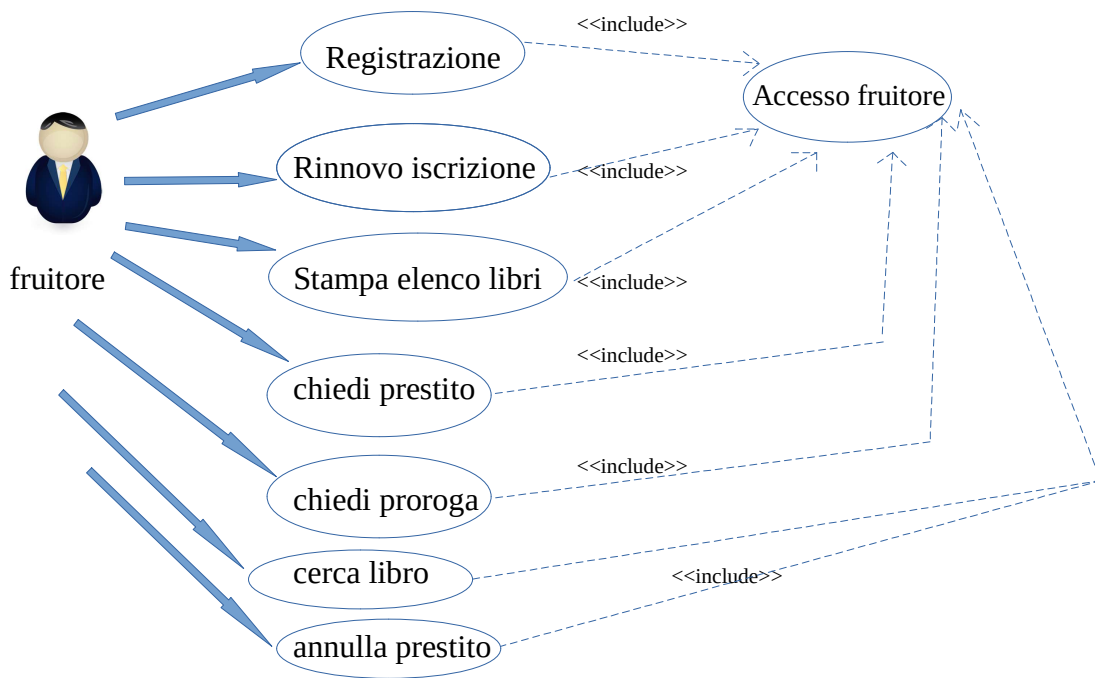 <<include>>
Registrazione
Accesso fruitore
Rinnovo iscrizione
<<include>>
fruitore
Stampa elenco libri
<<include>>
<<include>>
chiedi prestito
<<include>>
chiedi proroga
cerca libro
<<include>>
annulla prestito